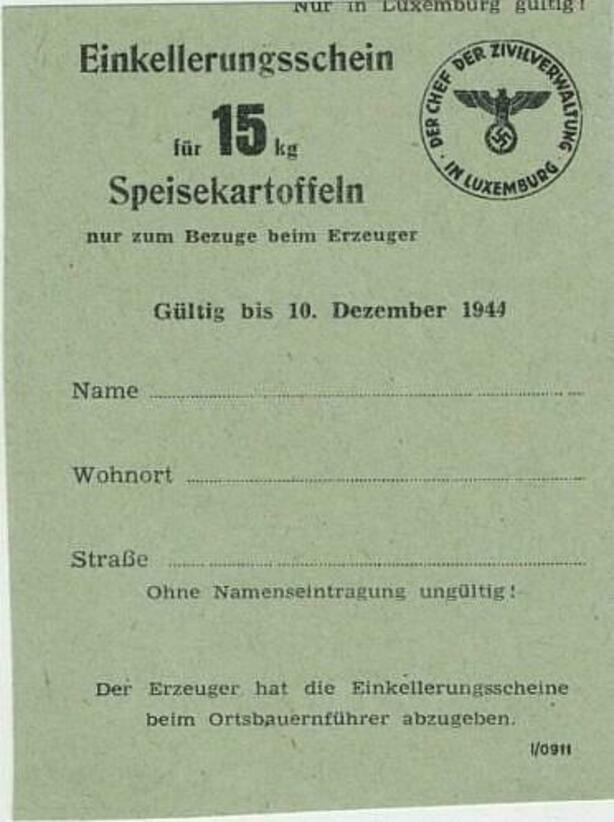 Nur in Luxemburg gültig!
Einkellerungsschein
für 15 kg
Speisekartoffeln
nur zum Bezuge beim Erzeuger
DER CHEF DER ZIVILVERWALTUNG
· IN LUXEMBURG ·
Gültig bis 10. Dezember 1944
Name
Wohnort
Straße
Ohne Namenseintragung ungültig!
Der Erzeuger hat die Einkellerungsscheine
beim Ortsbauernführer abzugeben.
I/0911